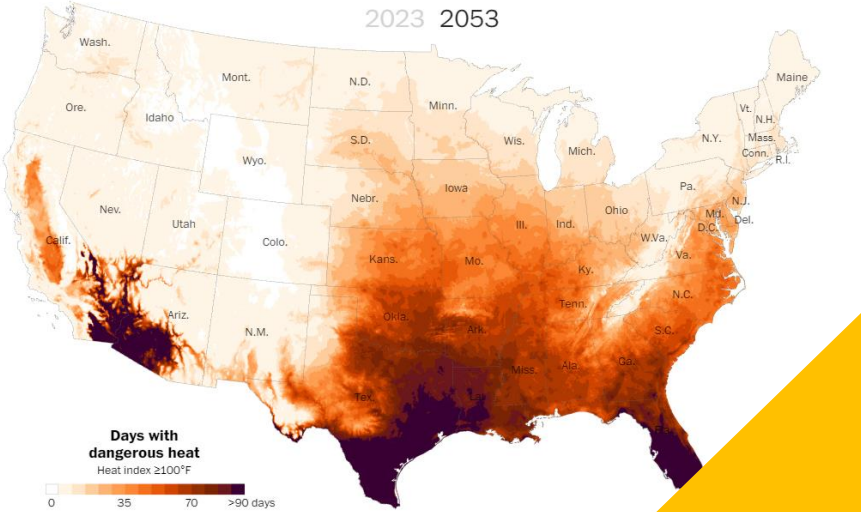 2023 2053
Wash.
Mont.
N.D.
Minn.
Maine
Ore.
Idaho
Wyo.
S.D.
Wis.
Mich.
N.Y.
Vt.
N.H.
Mass.
Conn.
R.I.
Nev.
Utah
Colo.
Nebr.
Iowa
Ill.
Ind.
Ohio
Pa.
N.J.
Md.
Del.
D.C.
W.Va.
Va.
Calif.
Kans.
Mo.
Ky.
Ariz.
N.M.
Okla.
Ark.
Tenn.
N.C.
S.C.
Tex.
La.
Miss.
Ala.
Ga.
Days with
dangerous heat
Heat index ≥100°F
0 35 70 >90 days